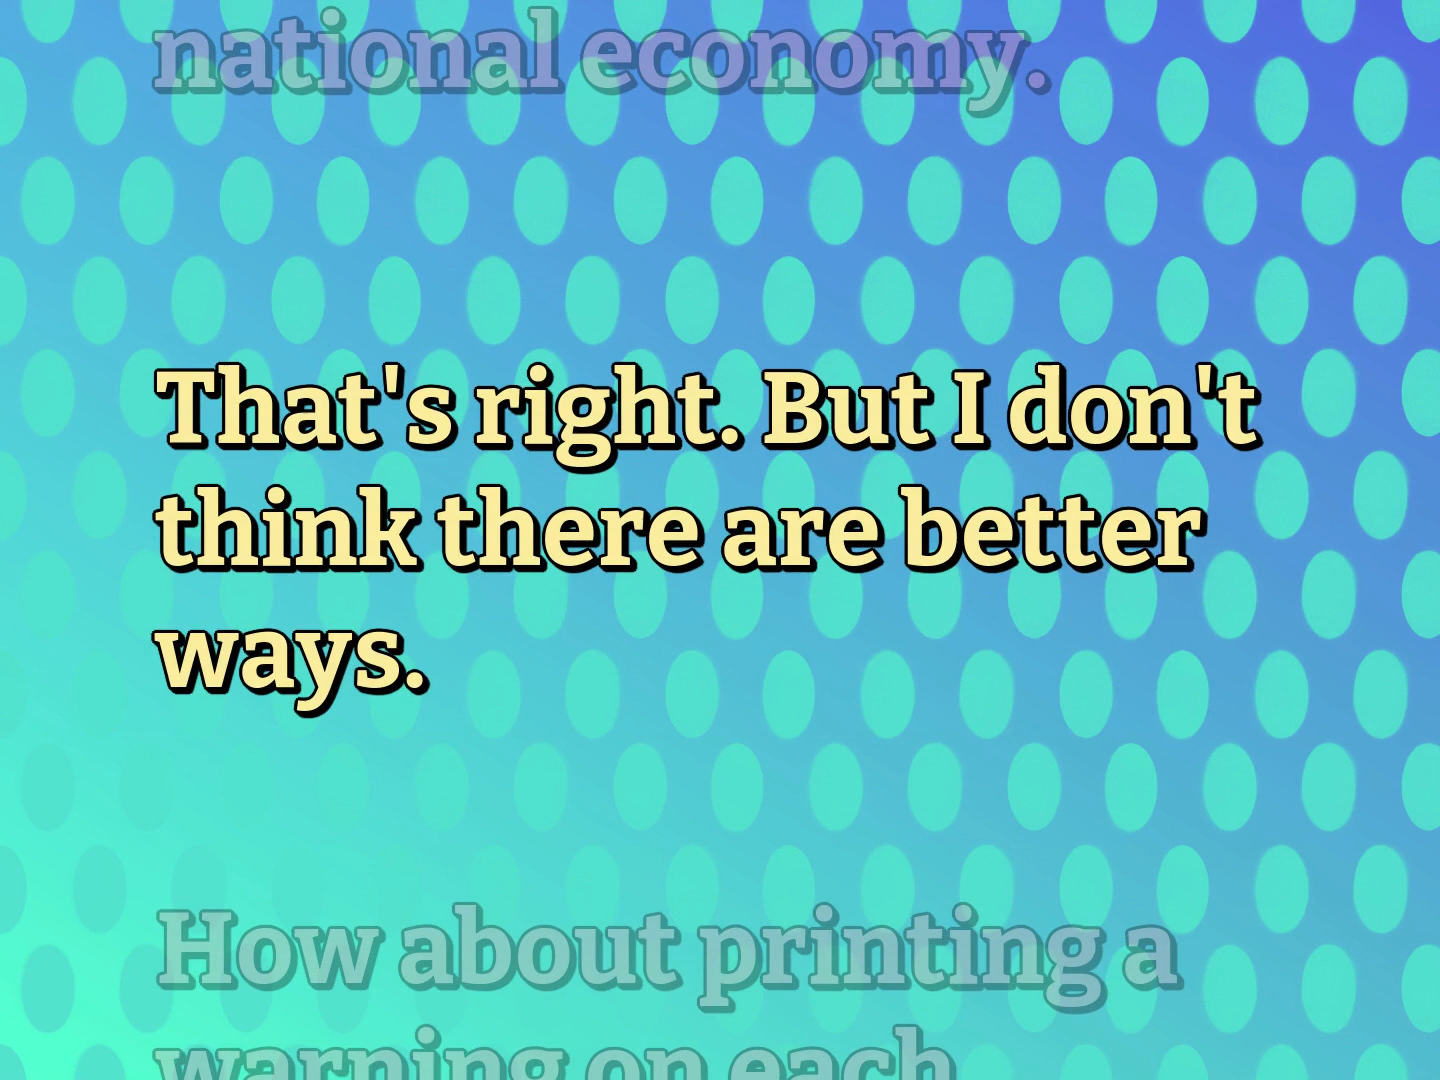 national economy.
That's right. But I don't
think there are better
ways.
How about printing a
warning on each